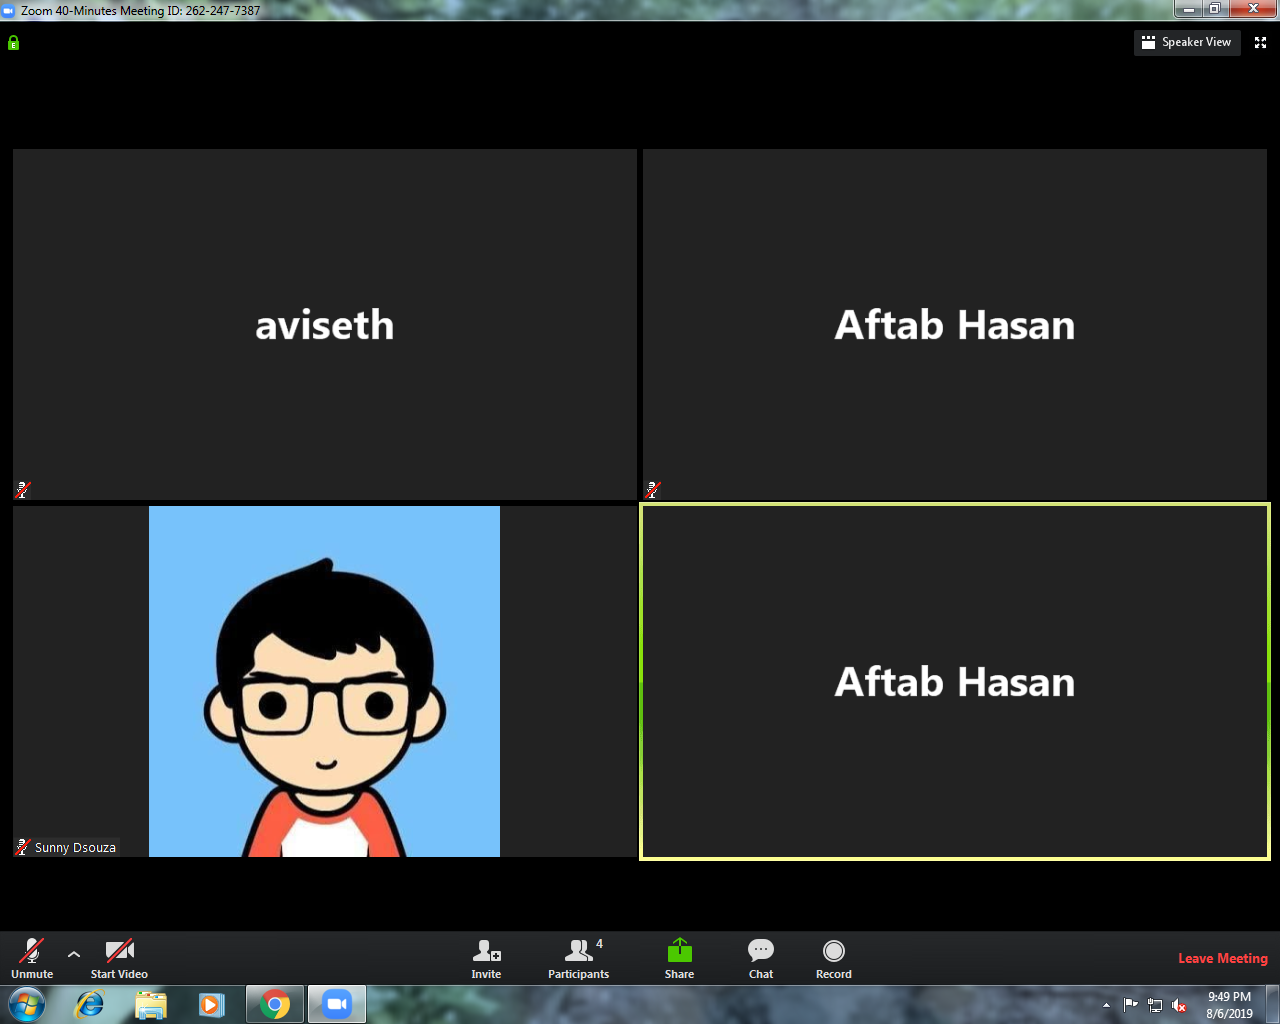 Zoom 40-Minutes Meeting ID: 262-247-7387
E
Speaker View
aviseth
Aftab Hasan
Sunny Dsouza
Aftab Hasan
Unmute
Start Video
Invite
4
Participants
Share
Chat
Record
Leave Meeting
9:49 PM
8/6/2019